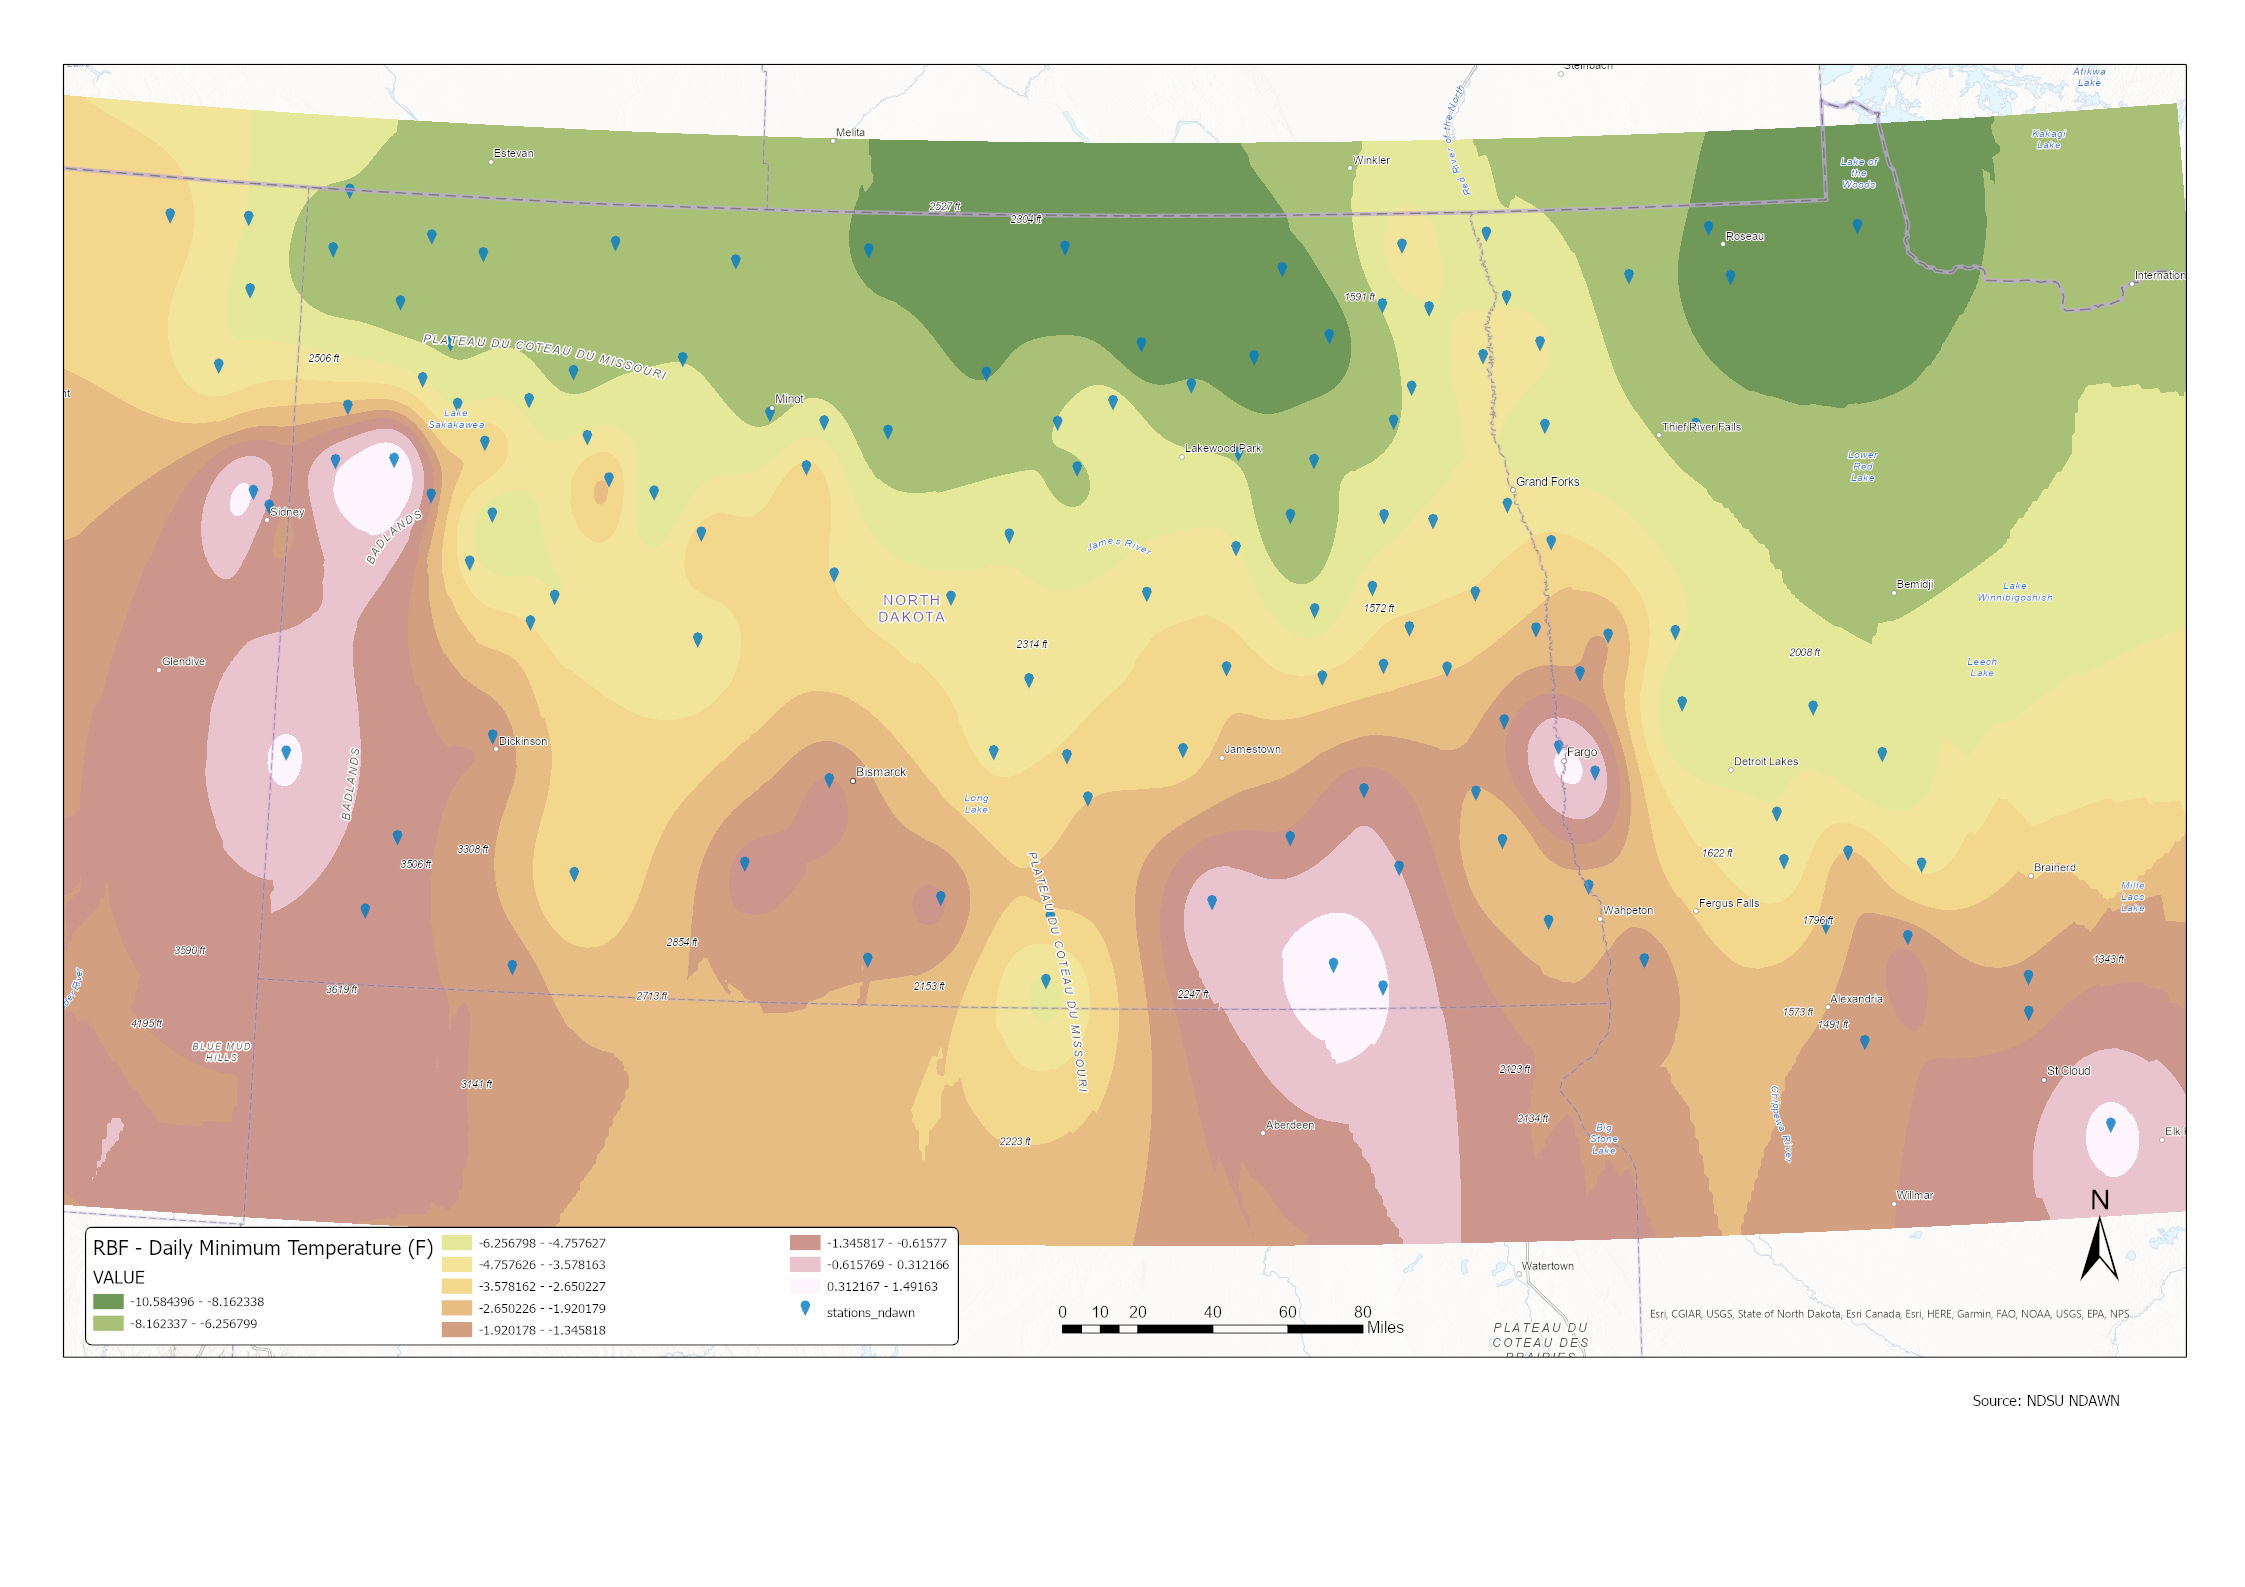 Steinbach
Atikwa
Lake
Melita
Kakagi
Lake
Estevan
Winkler
Red River of the North
Lake of
the
Woods
2527 ft
2304 ft
Roseau
Internation
1591 ft
PLATEAU DU COTEAU DU MISSOURI
2506 ft
nt
Minot
Lake
Sakakawea
Thief River Falls
Lakewood Park
Lower
Red
Lake
Grand Forks
Sidney
BADLANDS
James River
Bemidji
Lake
Winnibigoshish
NORTH
DAKOTA
1572 ft
2314 ft
2008 ft
Glendive
Leech
Lake
Dickinson
Jamestown
Fargo
Detroit Lakes
BADLANDS
Bismarck
Long
Lake
3308 ft
3506 ft
1622 ft
Brainerd
PLATEAU DU COTEAU DU MISSOURI
Mille
Lacs
Lake
Wahpeton
Fergus Falls
1796 ft
3590 ft
2854 ft
1343 ft
ver River
3619 ft
2713 ft
2153 ft
2247 ft
Alexandria
4195 ft
1573 ft
1491 ft
BLUE MUD
HILLS
3141 ft
2123 ft
St Cloud
2134 ft
Chippewa River
Aberdeen
Big
Stone
Lake
Elk
2223 ft
Willmar
N
RBF - Daily Minimum Temperature (F)
VALUE
-10.584396 - -8.162338
-8.162337 - -6.256799
-6.256798 - -4.757627
-4.757626 - -3.578163
-3.578162 - -2.650227
-2.650226 - -1.920179
-1.920178 - -1.345818
-1.345817 - -0.61577
-0.615769 - 0.312166
0.312167 - 1.49163
stations_ndawn
Watertown
0 10 20 40 60 80
Miles
PLATEAU DU
COTEAU DES
PRAIRIES
Esri, CGIAR, USGS, State of North Dakota, Esri Canada, Esri, HERE, Garmin, FAO, NOAA, USGS, EPA, NPS
Source: NDSU NDAWN